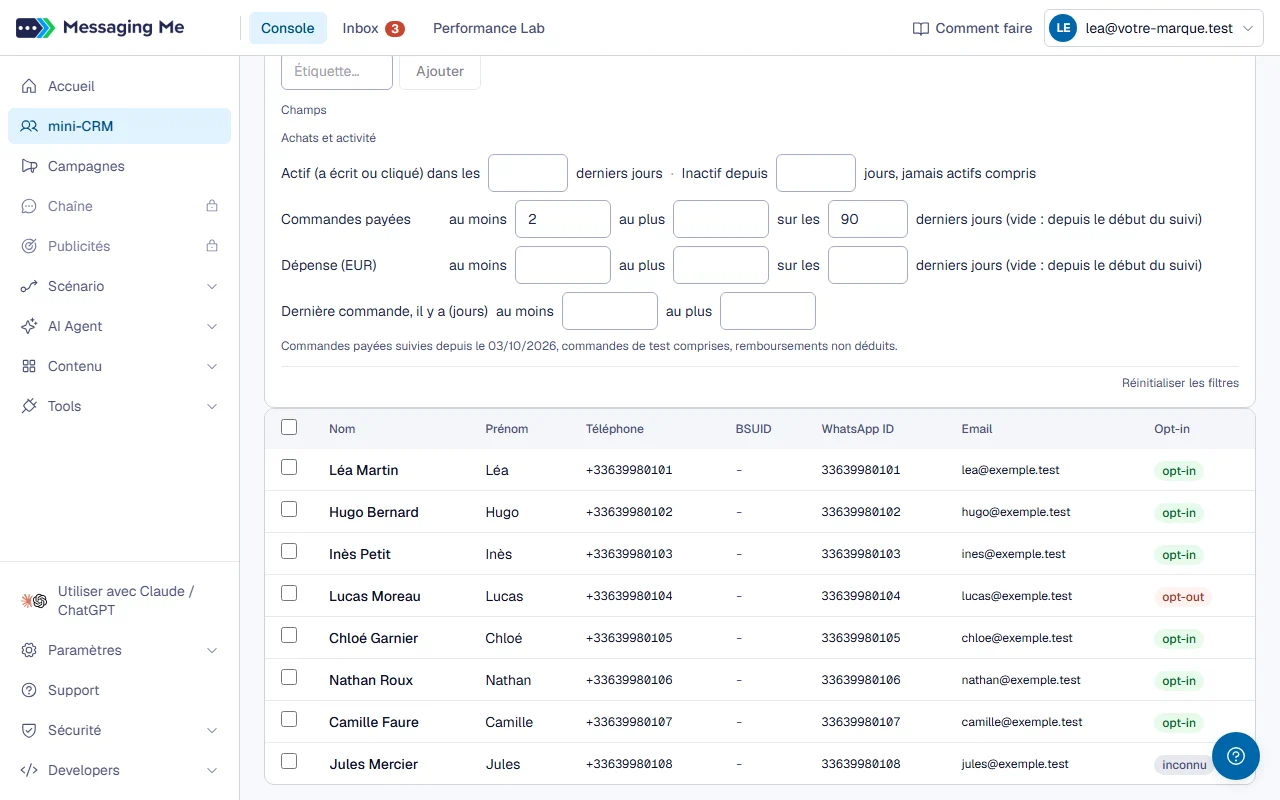 Messaging Me
Console
Inbox 3
Performance Lab
Comment faire
LE lea@votre-marque.test
Accueil
mini-CRM
Campagnes
Chaîne
Publicités
Scénario
AI Agent
Contenu
Tools
Utiliser avec Claude /
ChatGPT
Paramètres
Support
Sécurité
Developers
Étiquette... Ajouter
Champs
Achats et activité
Actif (a écrit ou cliqué) dans les derniers jours · Inactif depuis jours, jamais actifs compris
Commandes payées au moins 2 au plus sur les 90 derniers jours (vide : depuis le début du suivi)
Dépense (EUR) au moins au plus sur les derniers jours (vide : depuis le début du suivi)
Dernière commande, il y a (jours) au moins au plus
Commandes payées suivies depuis le 03/10/2026, commandes de test comprises, remboursements non déduits.
Réinitialiser les filtres
Nom Prénom Téléphone BSUID WhatsApp ID Email Opt-in
Léa Martin Léa +33639980101 - 33639980101 lea@exemple.test opt-in
Hugo Bernard Hugo +33639980102 - 33639980102 hugo@exemple.test opt-in
Inès Petit Inès +33639980103 - 33639980103 ines@exemple.test opt-in
Lucas Moreau Lucas +33639980104 - 33639980104 lucas@exemple.test opt-out
Chloé Garnier Chloé +33639980105 - 33639980105 chloe@exemple.test opt-in
Nathan Roux Nathan +33639980106 - 33639980106 nathan@exemple.test opt-in
Camille Faure Camille +33639980107 - 33639980107 camille@exemple.test opt-in
Jules Mercier Jules +33639980108 - 33639980108 jules@exemple.test inconnu